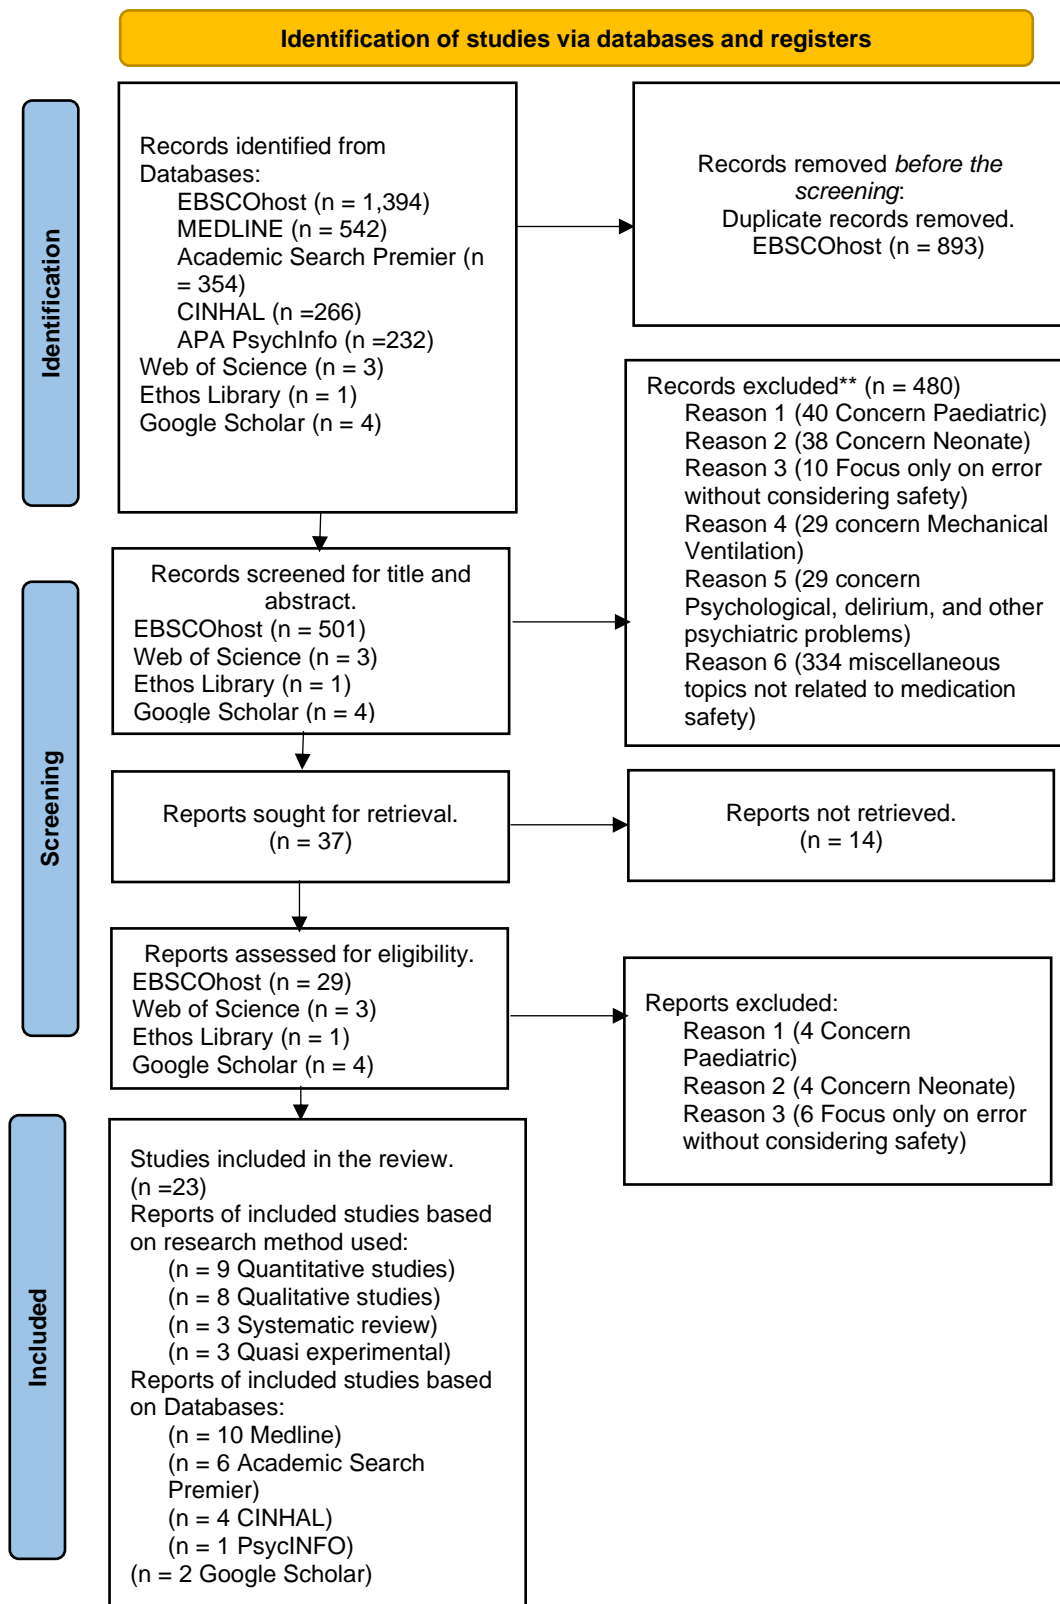 Identification of studies via databases and registers
Identification
Records identified from
Databases:
EBSCOhost (n = 1,394)
MEDLINE (n = 542)
Academic Search Premier (n
= 354)
CINHAL (n =266)
APA PsychInfo (n =232)
Web of Science (n = 3)
Ethos Library (n = 1)
Google Scholar (n = 4)
Records removed before the
screening:
Duplicate records removed.
EBSCOhost (n = 893)
Screening
Records screened for title and
abstract.
EBSCOhost (n = 501)
Web of Science (n = 3)
Ethos Library (n = 1)
Google Scholar (n = 4)
Records excluded** (n = 480)
Reason 1 (40 Concern Paediatric)
Reason 2 (38 Concern Neonate)
Reason 3 (10 Focus only on error
without considering safety)
Reason 4 (29 concern Mechanical
Ventilation)
Reason 5 (29 concern
Psychological, delirium, and other
psychiatric problems)
Reason 6 (334 miscellaneous
topics not related to medication
safety)
Reports sought for retrieval.
(n = 37)
Reports not retrieved.
(n = 14)
Reports assessed for eligibility.
EBSCOhost (n = 29)
Web of Science (n = 3)
Ethos Library (n = 1)
Google Scholar (n = 4)
Reports excluded:
Reason 1 (4 Concern
Paediatric)
Reason 2 (4 Concern Neonate)
Reason 3 (6 Focus only on error
without considering safety)
Included
Studies included in the review.
(n =23)
Reports of included studies based
on research method used:
(n = 9 Quantitative studies)
(n = 8 Qualitative studies)
(n = 3 Systematic review)
(n = 3 Quasi experimental)
Reports of included studies based
on Databases:
(n = 10 Medline)
(n = 6 Academic Search
Premier)
(n = 4 CINHAL)
(n = 1 PsycINFO)
(n = 2 Google Scholar)